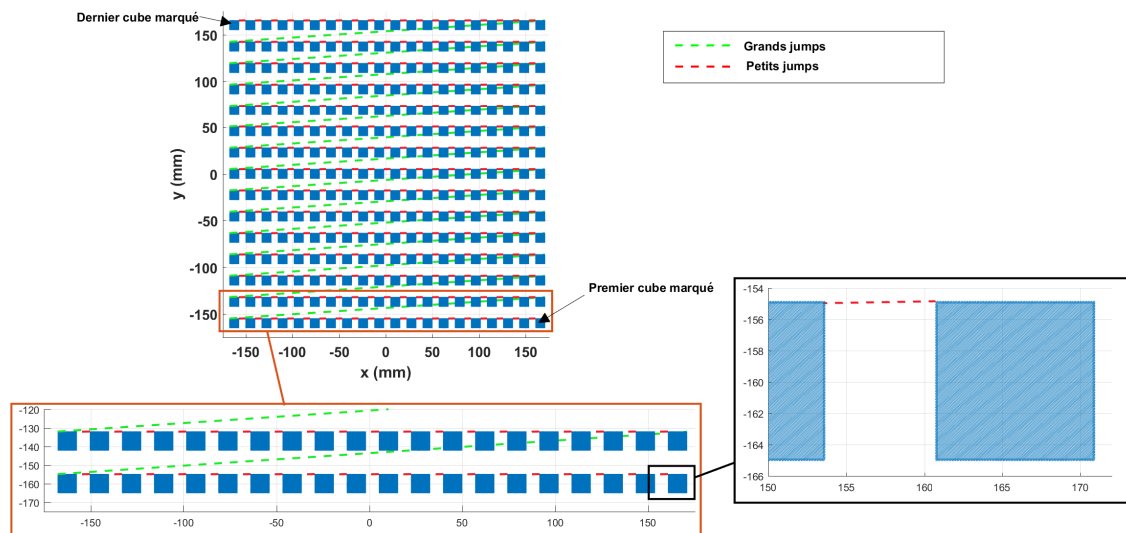 Dernier cube marqué
Grands jumps
Petits jumps
150
100
50
0
-50
-100
-150
y (mm)
-150 -100 -50 0 50 100 150
x (mm)
Premier cube marqué
-120
-130
-140
-150
-160
-170
-150 -100 -50 0 50 100 150
-154
-156
-158
-160
-162
-164
-166
150 155 160 165 170